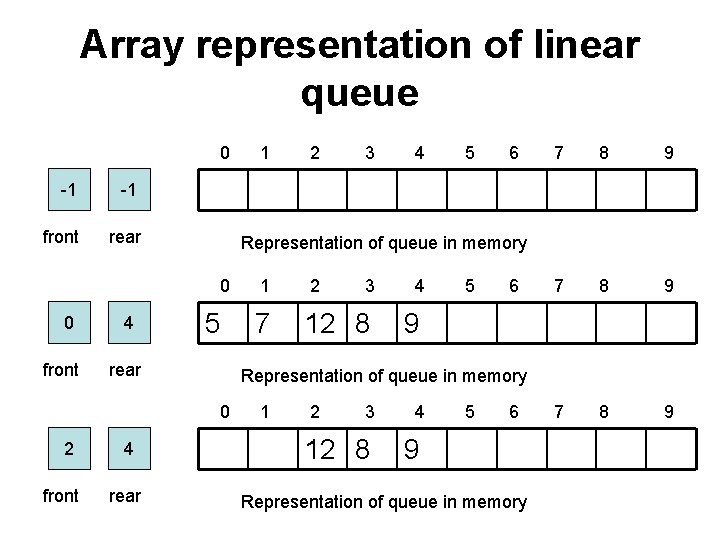 Array representation of linear
queue
0 1 2 3 4 5 6 7 8 9
-1 -1
front rear
Representation of queue in memory
0 1 2 3 4 5 6 7 8 9
0 4 5 7 12 8 9
front rear
Representation of queue in memory
0 1 2 3 4 5 6 7 8 9
2 4 12 8 9
front rear
Representation of queue in memory